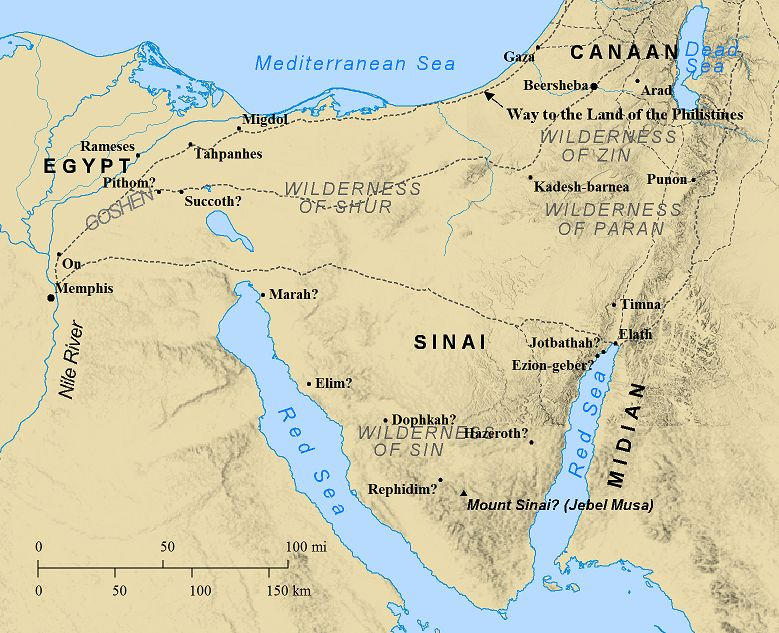 Mediterranean Sea
Gaza
CANAAN
Dead
Sea
Beersheba
Arad
Way to the Land of the Philistines
Migdol
WILDERNESS
OF ZIN
Rameses
Tahpanhes
EGYPT
Pithom?
Succoth?
GOSHEN
WILDERNESS
OF SHUR
Kadesh-barnea
Punon
WILDERNESS
OF PARAN
On
Memphis
Marah?
Timna
Nile River
SINAI
Elath
Jotbathah?
Ezion-geber?
Elim?
Red Sea
Red Sea
MIDIAN
Dophkah?
WILDERNESS
OF SIN
Hazeroth?
Rephidim?
Mount Sinai? (Jebel Musa)
0 50 100 mi
0 50 100 150 km